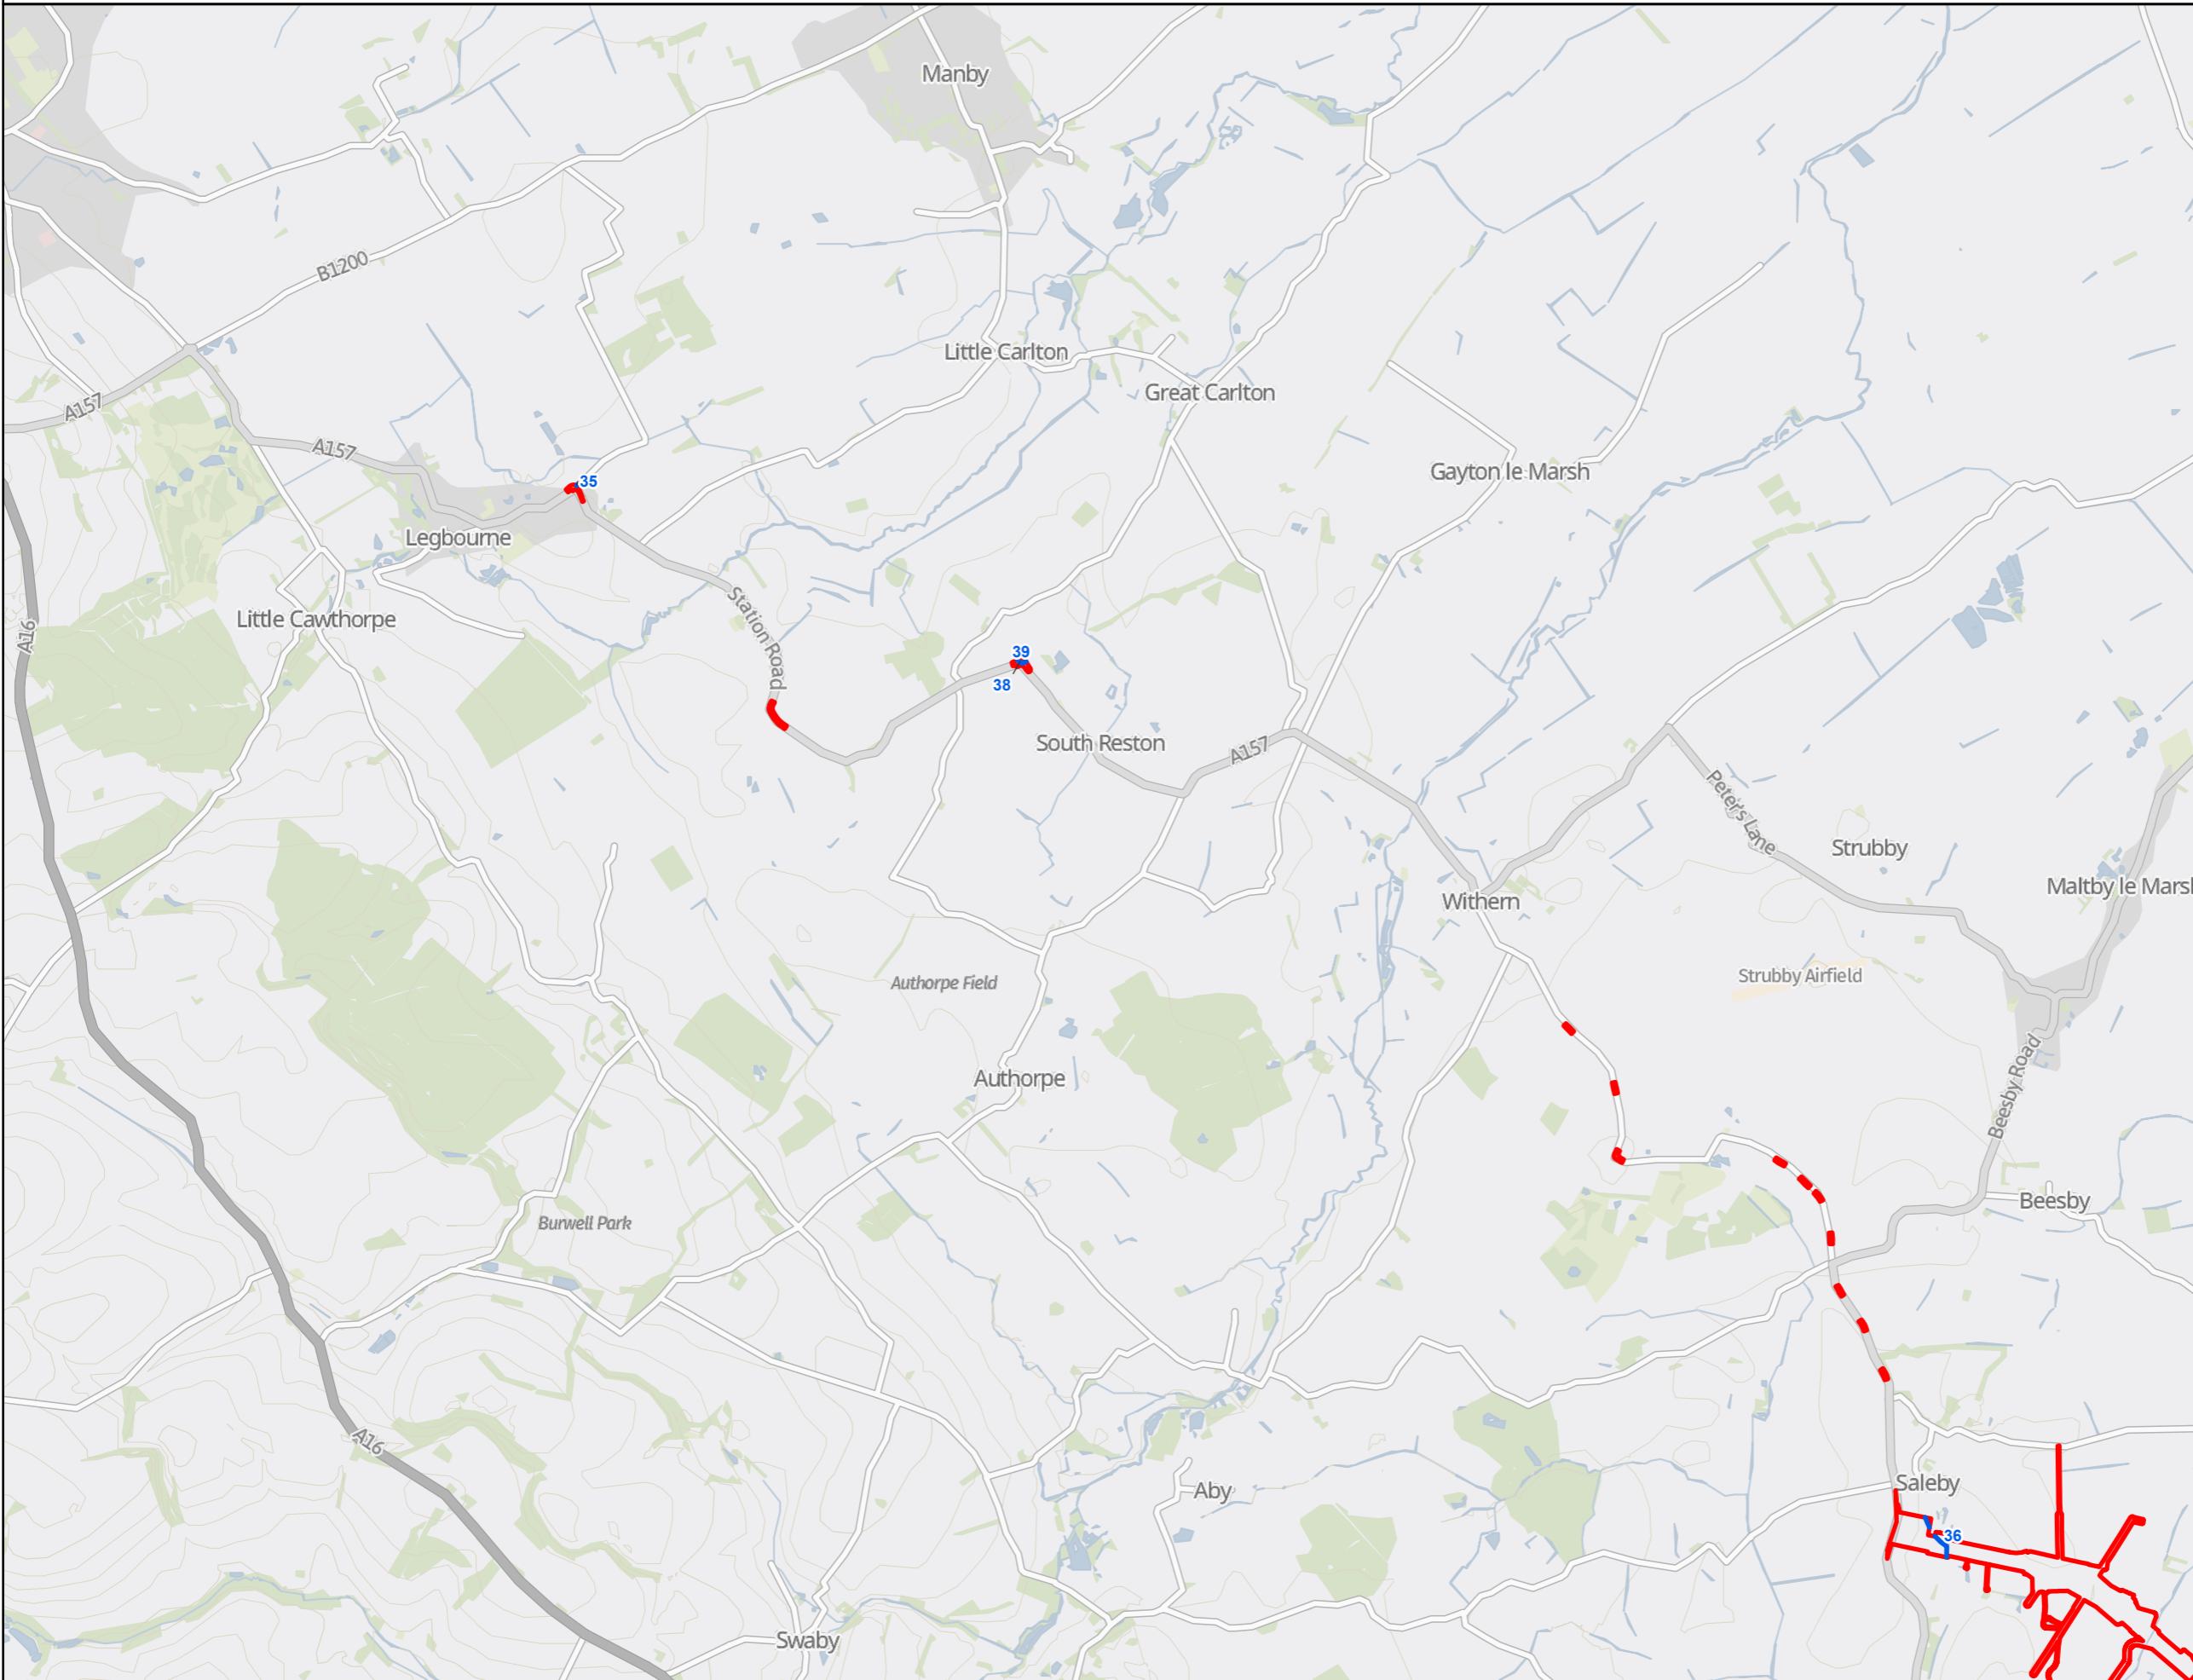 Manby
B1200
Little Carlton
Great Carlton
A157
A157
Gayton le Marsh
35
Legbourne
Station Road
Little Cawthorpe
A16
39
38
South Reston
A157
Peter's Lane
Strubby
Maltby le Marsh
Withern
Authorpe Field
Strubby Airfield
Authorpe
Beesby Road
Beesby
Burwell Park
A16
Aby
Saleby
36
Swaby